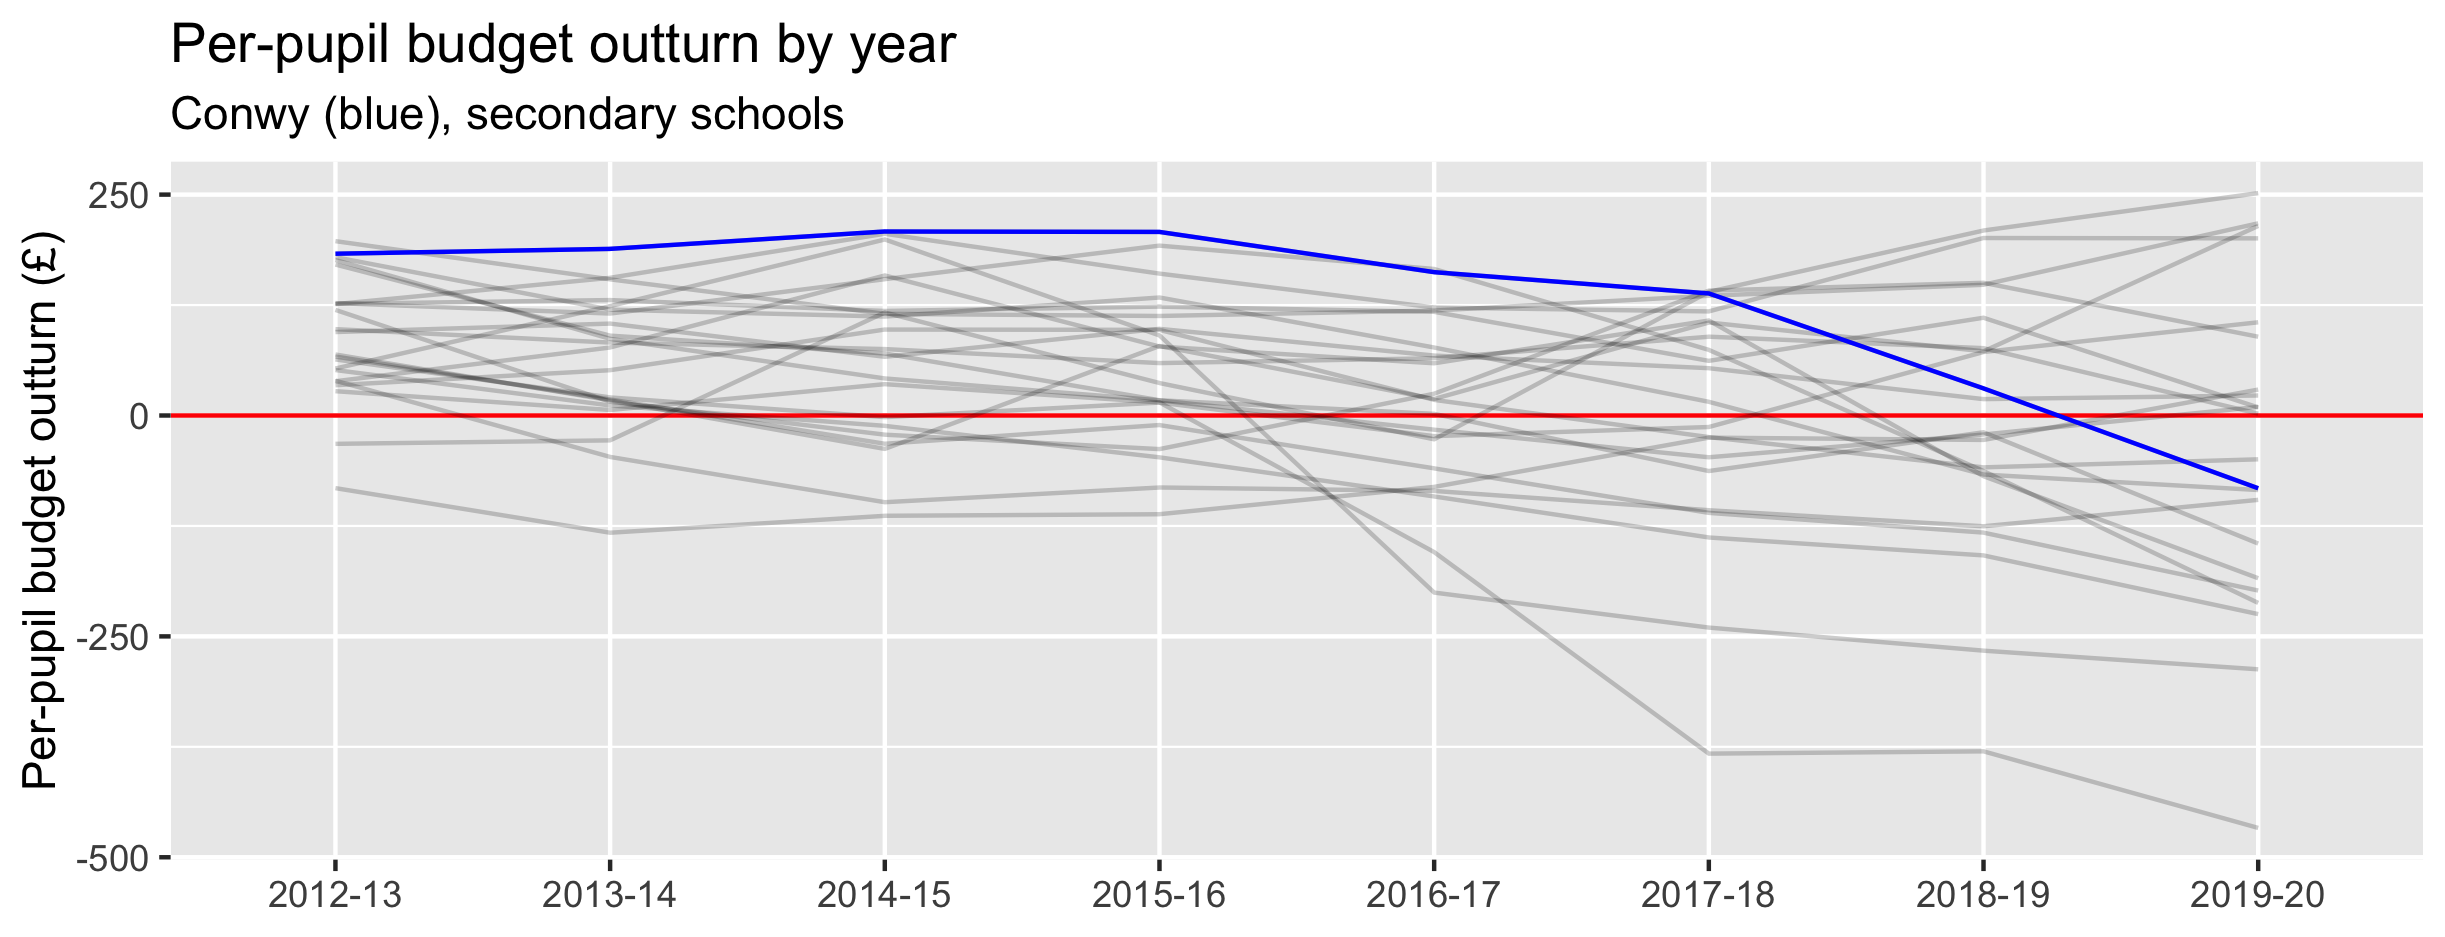 Per-pupil budget outturn by year
Conwy (blue), secondary schools
Per-pupil budget outturn (£)
250
0
-250
-500
2012-13 2013-14 2014-15 2015-16 2016-17 2017-18 2018-19 2019-20